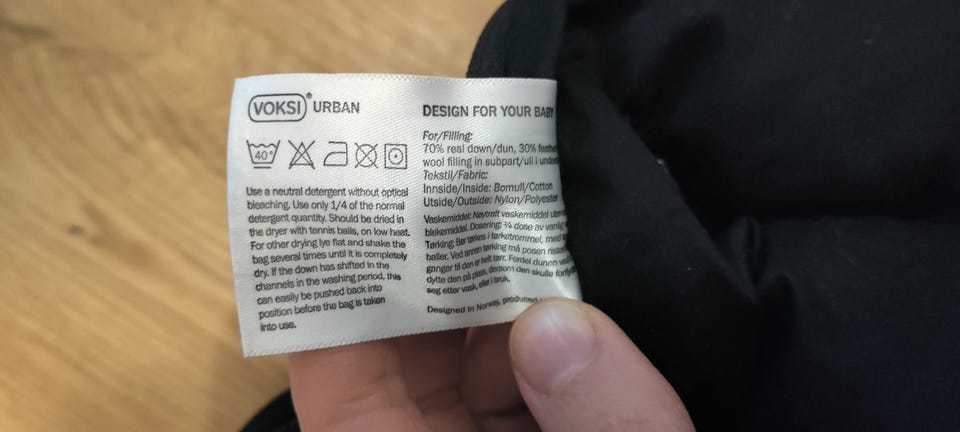 VOKSI® URBAN
40°
Use a neutral detergent without optical
bleaching. Use only 1/4 of the normal
detergent quantity. Should be dried in
the dryer with tennis balls, on low heat.
For other drying lye flat and shake the
bag several times until it is completely
dry. If the down has shifted in the
channels in the washing period, this
can easily be pushed back into
position before the bag is taken
into use.
DESIGN FOR YOUR BABY
For/Filling:
70% real down/dun, 30%
wool filling in subpart/ull i
Tekstil/Fabric:
Innside/Inside: Bomull/Cotton
Utside/Outside: Nylon/Polyester
Vaskemiddel: Nøytralt vaskemiddel
blekemiddel. Dosering: 1/4 dose av vanlig
Tørking: Bør tørkes i tørketrommel, med
baller. Ved annen tørking må posen
ganger til den er helt tørr. Fordel dunen
dytte den på plass, dersom den skulle
seg etter vask, eller i bruk.
Designed in Norway, produced